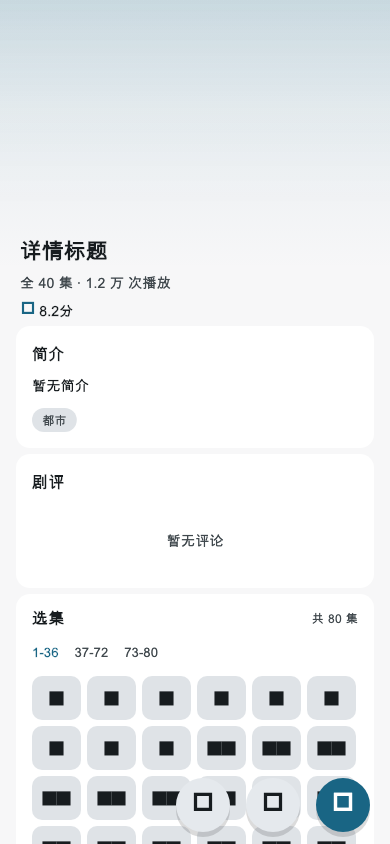 详情标题
全 40 集 · 1.2 万 次播放
8.2分
简介
暂无简介
都市
剧评
暂无评论
选集
共 80 集
1-36 37-72 73-80